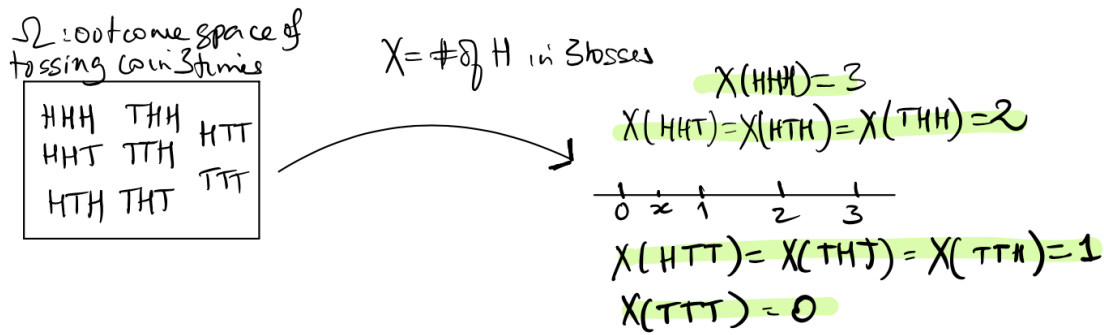 Ω: outcome space of
tossing coin 3 times
X = # of H in 3 tosses
HHH THH HTT
HHT TTH TTT
HTH THT
X(HHH) = 3
X(HHT) = X(HTH) = X(THH) = 2
0 x 1 2 3
X(HTT) = X(THT) = X(TTH) = 1
X(TTT) = 0